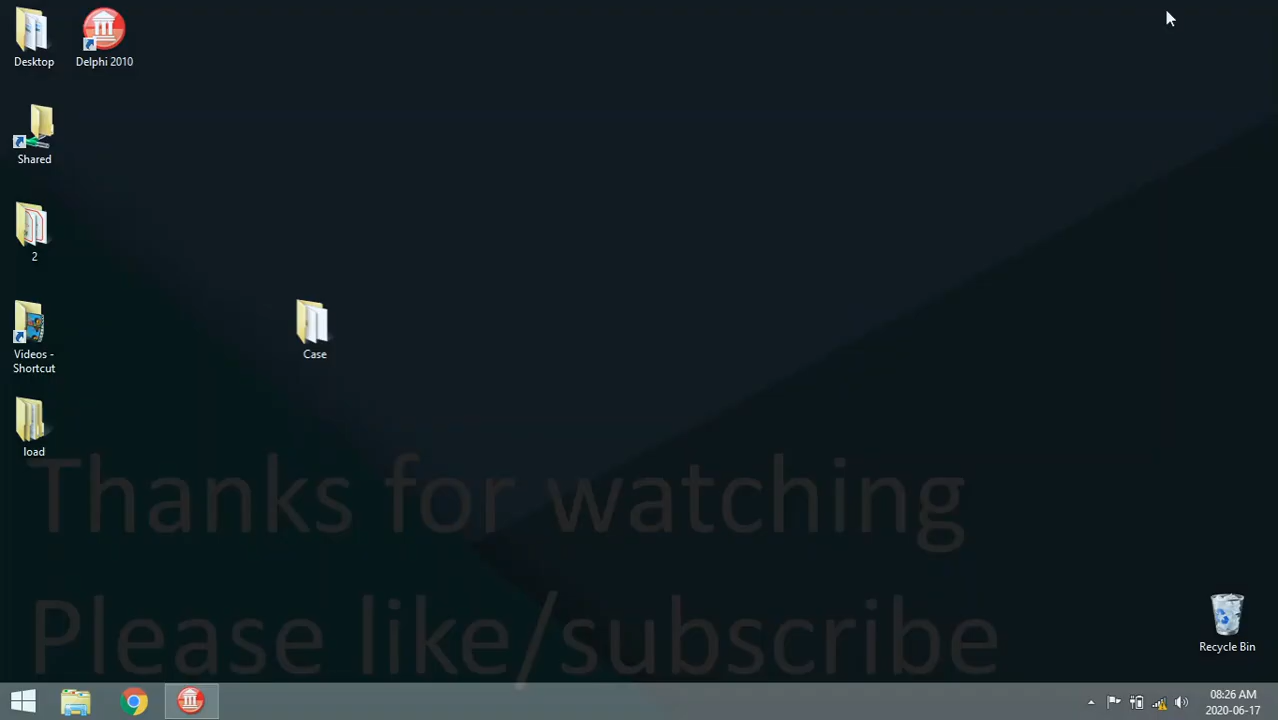 Desktop
Delphi 2010
Shared
2
Videos -
Shortcut
Case
load
Thanks for watching
Please like/subscribe
Recycle Bin
08:26 AM
2020-06-17